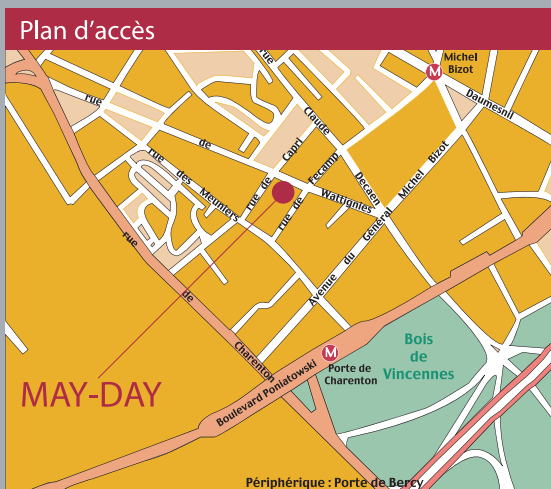 Plan d'accès
Michel
Bizot
M
Daumesnil
rue
rue
de
Claude
rue de Capri
rue
des
Meuniers
rue de Fecamp
Wattignies
Decaen
Avenue du Général Michel Bizot
rue
de
Charenton
M
Porte de
Charenton
Boulevard Poniatowski
Bois
de
Vincennes
MAY-DAY
Périphérique : Porte de Bercy